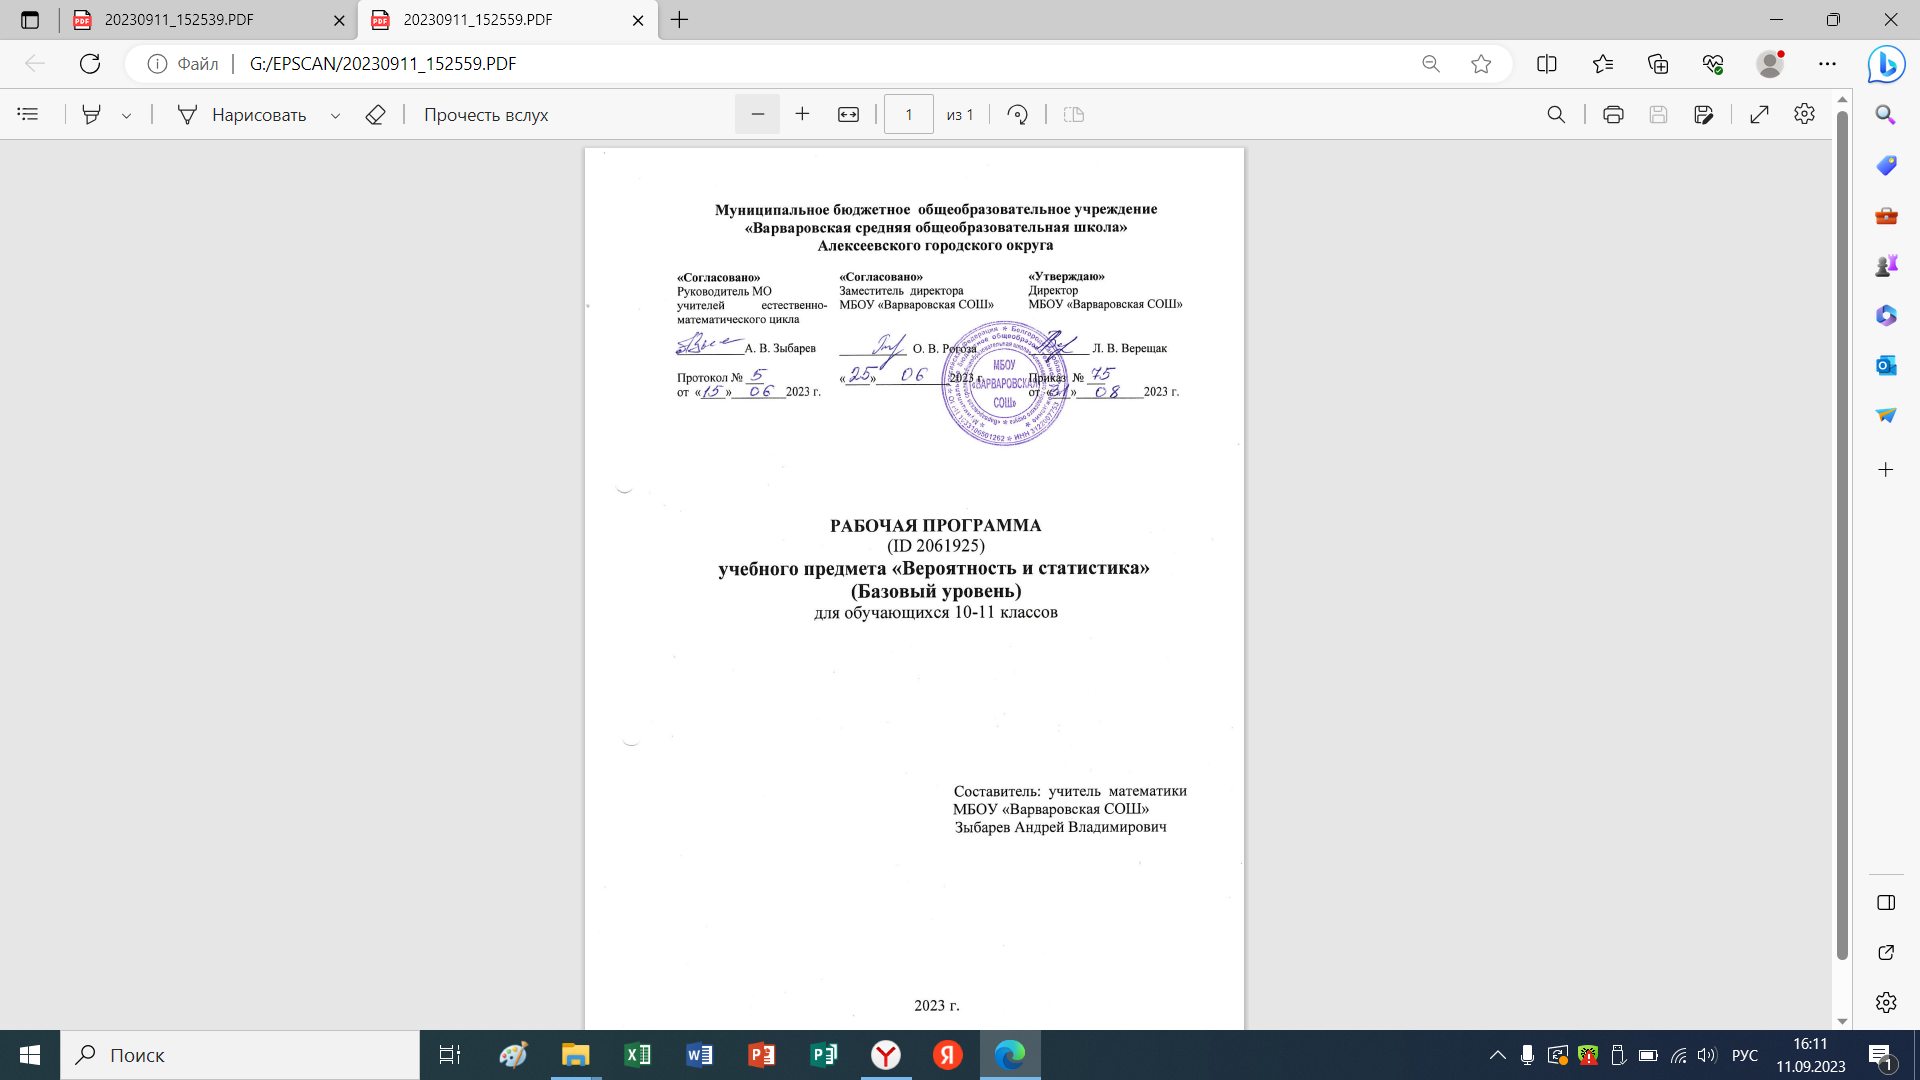 20230911_152539.PDF
20230911_152559.PDF
Файл
G:/EPSCAN/20230911_152559.PDF
Нарисовать
Прочесть вслух
1 из 1
Муниципальное бюджетное общеобразовательное учреждение
«Варваровская средняя общеобразовательная школа»
Алексеевского городского округа
«Согласовано»
Руководитель МО
учителей естественно-
математического цикла
А. В. Зыбарев
Протокол № 5
от «15» 06 2023 г.
«Согласовано»
Заместитель директора
МБОУ «Варваровская СОШ»
О. В. Рогоза
«25» 06 2023 г.
«Утверждаю»
Директор
МБОУ «Варваровская СОШ»
Л. В. Верещак
Приказ № 75
от «31» 08 2023 г.
МБОУ
«ВАРВАРОВСКАЯ
СОШ»
РАБОЧАЯ ПРОГРАММА
(ID 2061925)
учебного предмета «Вероятность и статистика»
(Базовый уровень)
для обучающихся 10-11 классов
Составитель: учитель математики
МБОУ «Варваровская СОШ»
Зыбарев Андрей Владимирович
2023 г.
Поиск
РУС
16:11
11.09.2023
1